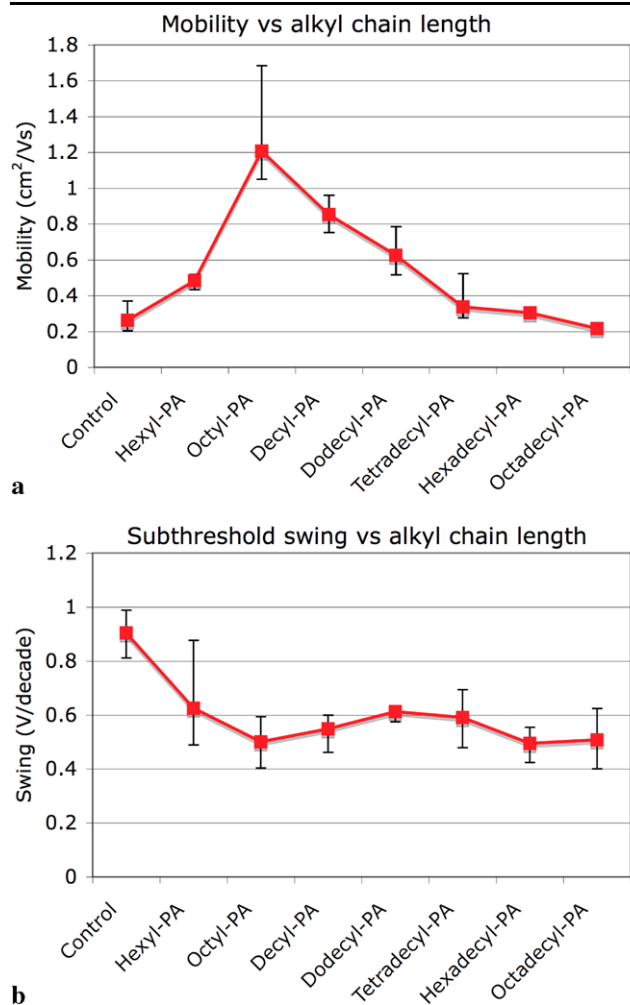 Mobility vs alkyl chain length
Mobility (cm²/Vs)
1.8
1.6
1.4
1.2
1
0.8
0.6
0.4
0.2
0
Control
Hexyl-PA
Octyl-PA
Decyl-PA
Dodecyl-PA
Tetradecyl-PA
Hexadecyl-PA
Octadecyl-PA
a
Subthreshold swing vs alkyl chain length
Swing (V/decade)
1.2
1
0.8
0.6
0.4
0.2
0
Control
Hexyl-PA
Octyl-PA
Decyl-PA
Dodecyl-PA
Tetradecyl-PA
Hexadecyl-PA
Octadecyl-PA
b